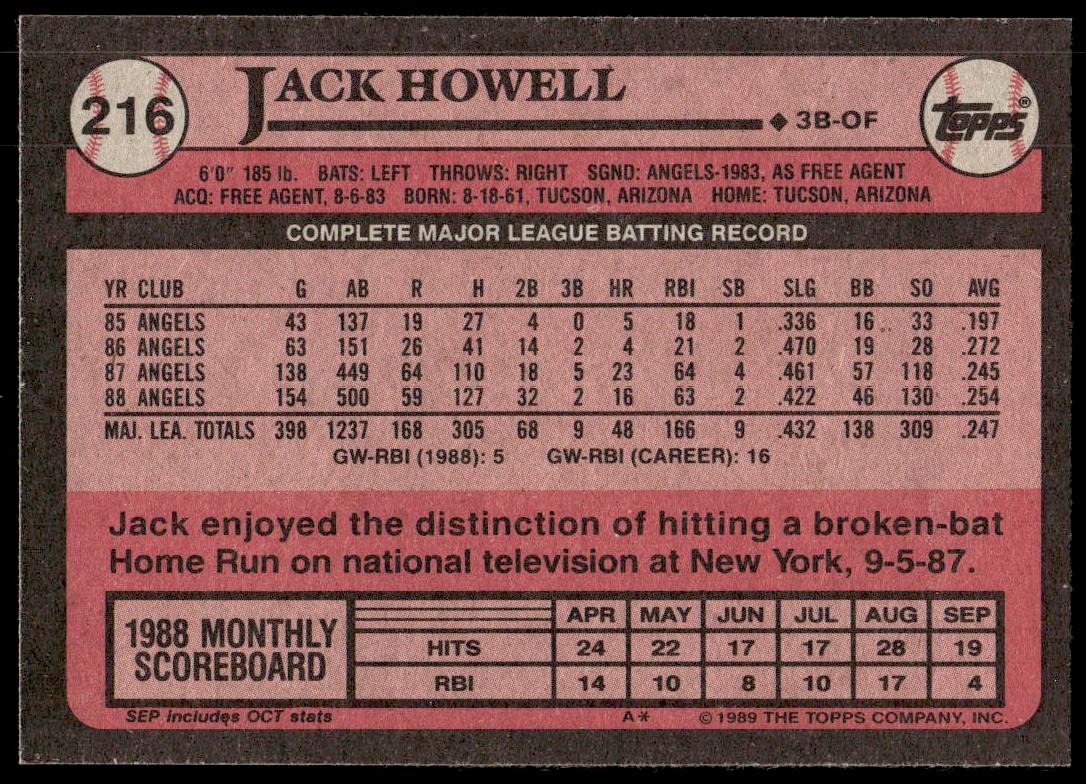 216
JACK HOWELL
◆ 3B-OF
TOPPS®
6'0" 185 lb. BATS: LEFT THROWS: RIGHT SGND: ANGELS-1983, AS FREE AGENT
ACQ: FREE AGENT, 8-6-83 BORN: 8-18-61, TUCSON, ARIZONA HOME: TUCSON, ARIZONA
COMPLETE MAJOR LEAGUE BATTING RECORD
YR CLUB G AB R H 2B 3B HR RBI SB SLG BB SO AVG
85 ANGELS 43 137 19 27 4 0 5 18 1 .336 16 33 .197
86 ANGELS 63 151 26 41 14 2 4 21 2 .470 19 28 .272
87 ANGELS 138 449 64 110 18 5 23 64 4 .461 57 118 .245
88 ANGELS 154 500 59 127 32 2 16 63 2 .422 46 130 .254
MAJ. LEA. TOTALS 398 1237 168 305 68 9 48 166 9 .432 138 309 .247
GW-RBI (1988): 5 GW-RBI (CAREER): 16
Jack enjoyed the distinction of hitting a broken-bat
Home Run on national television at New York, 9-5-87.
1988 MONTHLY
SCOREBOARD
APR MAY JUN JUL AUG SEP
HITS 24 22 17 17 28 19
RBI 14 10 8 10 17 4
SEP includes OCT stats A* © 1989 THE TOPPS COMPANY, INC.